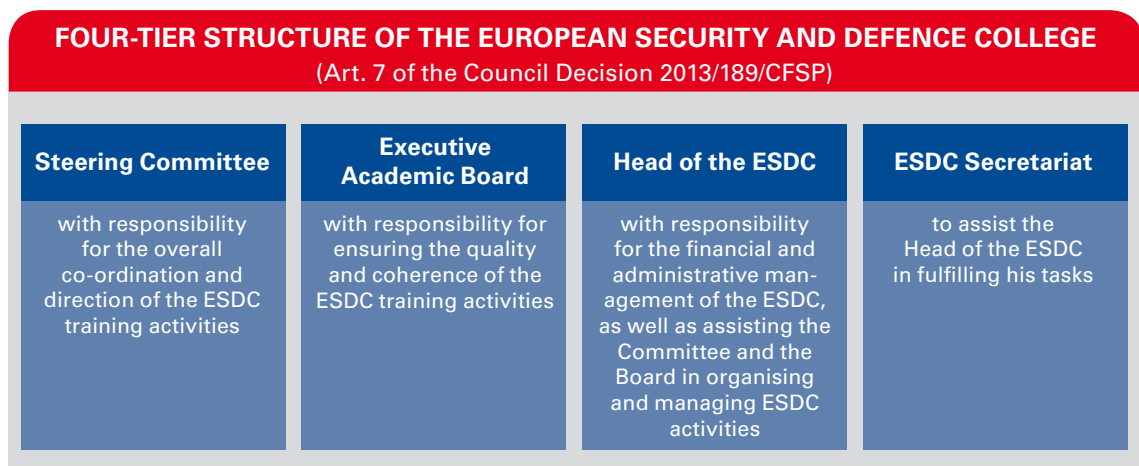 FOUR-TIER STRUCTURE OF THE EUROPEAN SECURITY AND DEFENCE COLLEGE
(Art. 7 of the Council Decision 2013/189/CFSP)
Steering Committee
with responsibility
for the overall
co-ordination and
direction of the ESDC
training activities
Executive
Academic Board
with responsibility for
ensuring the quality
and coherence of the
ESDC training activities
Head of the ESDC
with responsibility
for the financial and
administrative man-
agement of the ESDC,
as well as assisting the
Committee and the
Board in organising
and managing ESDC
activities
ESDC Secretariat
to assist the
Head of the ESDC
in fulfilling his tasks